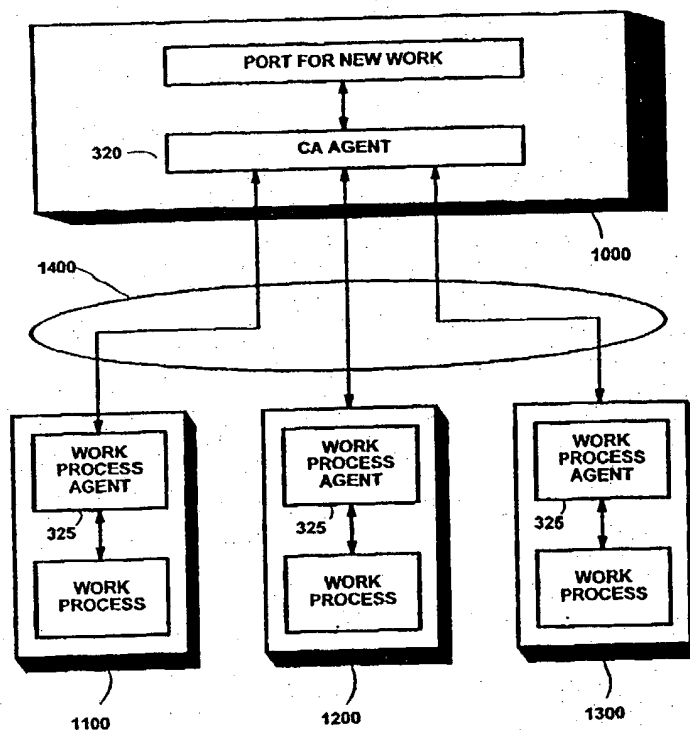 PORT FOR NEW WORK
320
CA AGENT
1000
1400
WORK
PROCESS
AGENT
325
WORK
PROCESS
1100
WORK
PROCESS
AGENT
325
WORK
PROCESS
1200
WORK
PROCESS
AGENT
325
WORK
PROCESS
1300